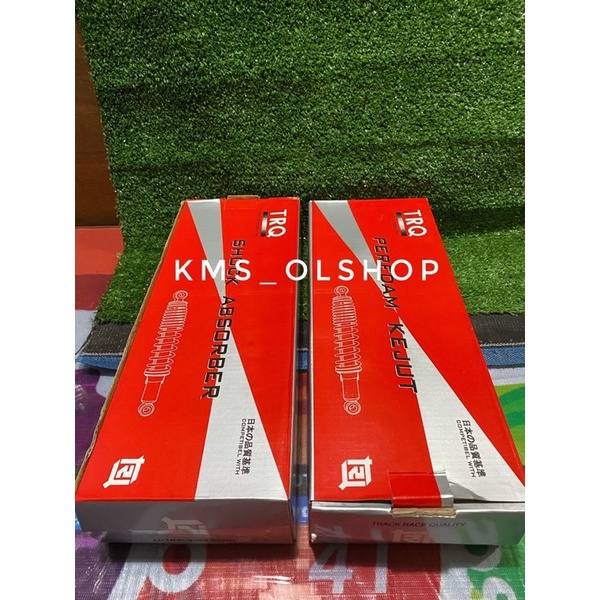 KMS_OLSHOP
TRQ
SHOCK ABSORBER
日本の品質基準
COMPETIBEL WITH
TRQ
PEREDAM KEJUT
日本の品質基準
COMPETIBEL WITH
TRACK RACE QUALITY